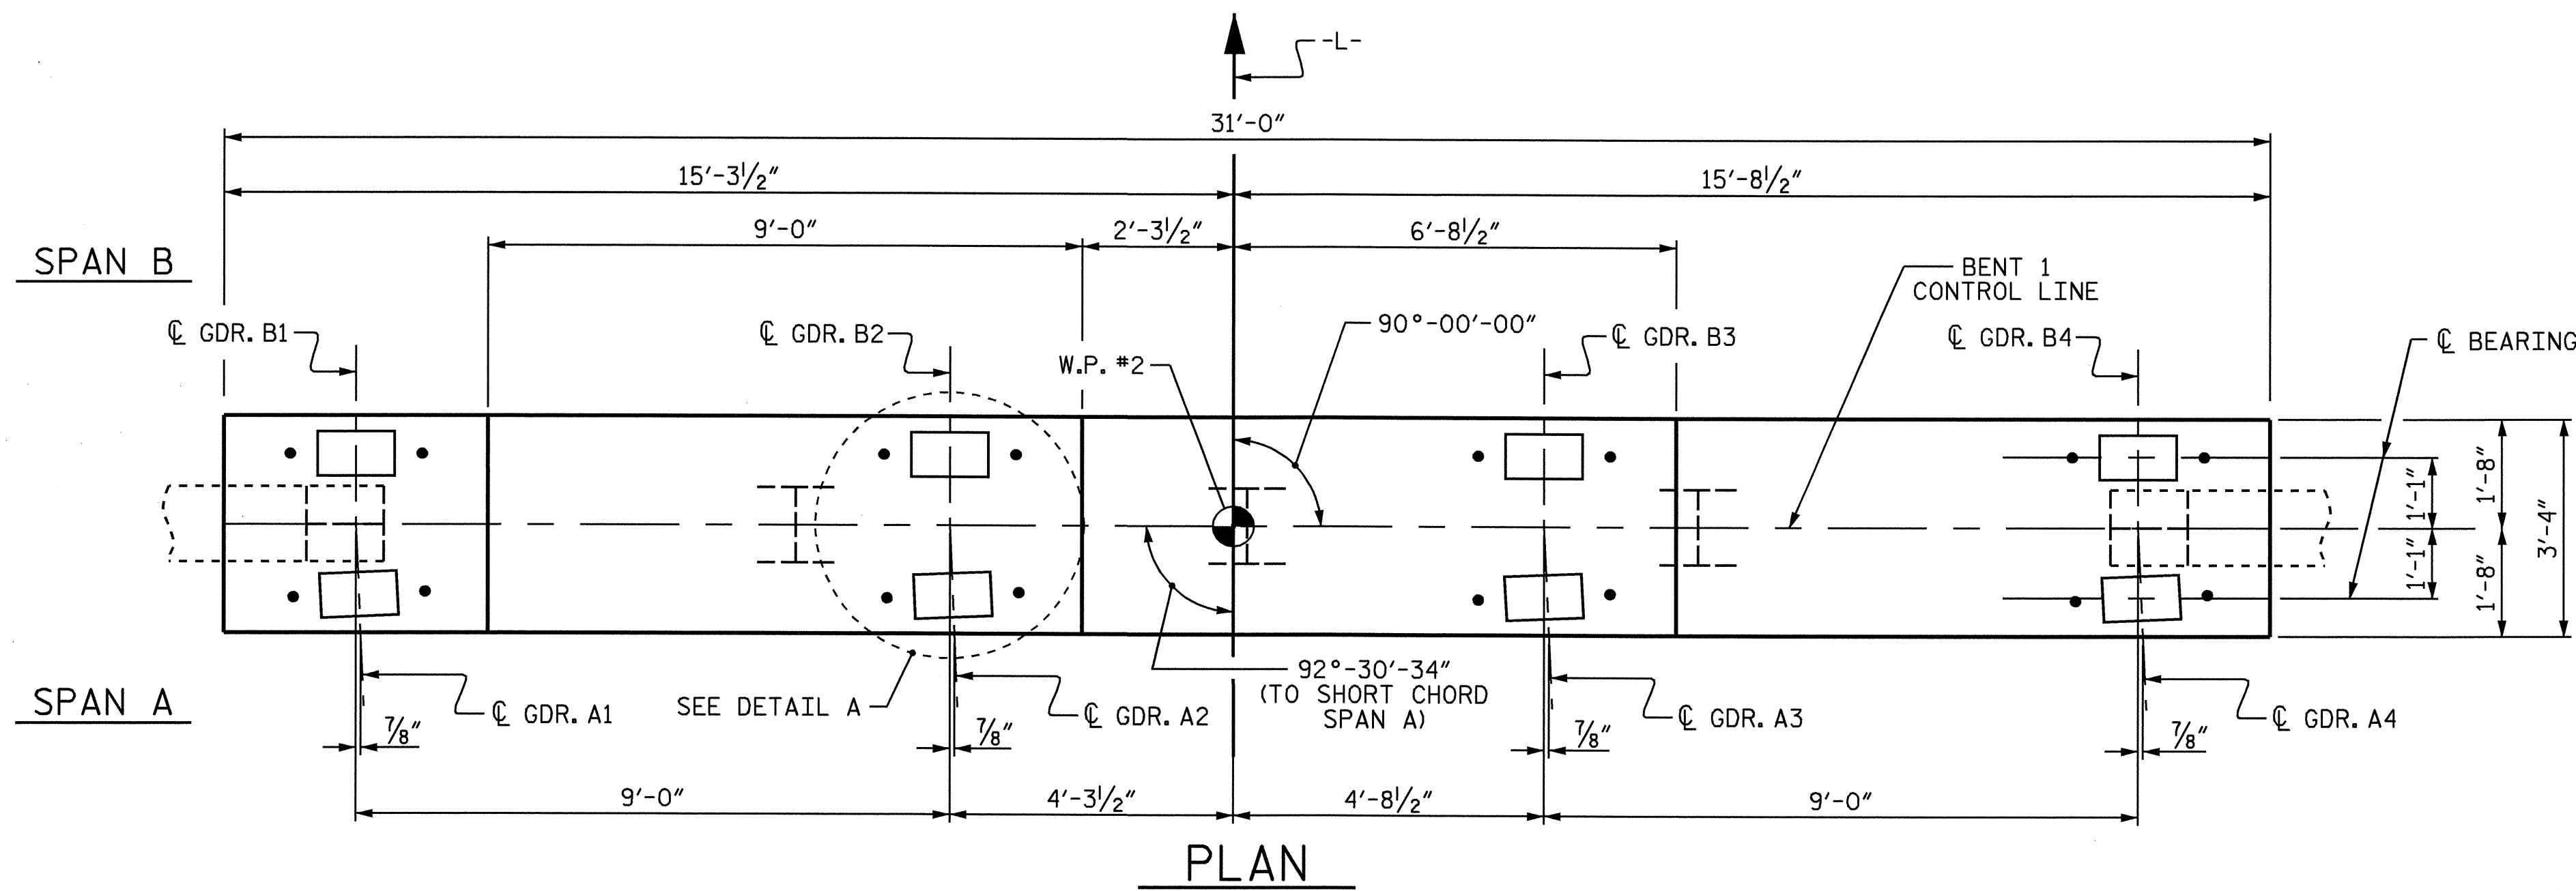 -L-
31'-0"
15'-3½"
15'-8½"
9'-0"
2'-3½"
6'-8½"
SPAN B
BENT 1
CONTROL LINE
℄ GDR. B1
℄ GDR. B2
90°-00'-00"
℄ GDR. B3
℄ GDR. B4
℄ BEARING
W.P. #2
1'-1"
1'-8"
3'-4"
1'-1"
1'-8"
SPAN A
SEE DETAIL A
92°-30'-34"
(TO SHORT CHORD
SPAN A)
℄ GDR. A1
℄ GDR. A2
℄ GDR. A3
℄ GDR. A4
⅞"
⅞"
⅞"
⅞"
9'-0"
4'-3½"
4'-8½"
9'-0"
PLAN